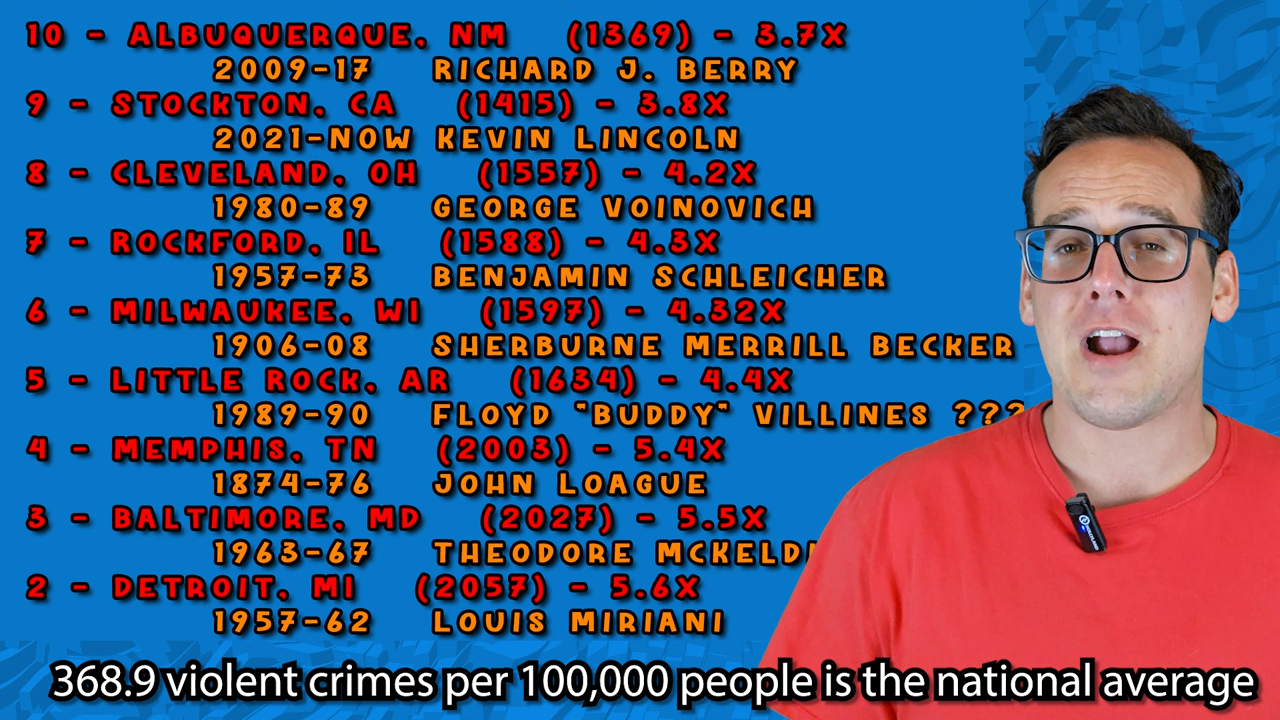 10 - ALBUQUERQUE, NM (1369) - 3.7X
2009-17 RICHARD J. BERRY
9 - STOCKTON, CA (1415) - 3.8X
2021-NOW KEVIN LINCOLN
8 - CLEVELAND, OH (1557) - 4.2X
1980-89 GEORGE VOINOVICH
7 - ROCKFORD, IL (1588) - 4.3X
1957-73 BENJAMIN SCHLEICHER
6 - MILWAUKEE, WI (1597) - 4.32X
1906-08 SHERBURNE MERRILL BECKER
5 - LITTLE ROCK, AR (1634) - 4.4X
1989-90 FLOYD "BUDDY" VILLINES ???
4 - MEMPHIS, TN (2003) - 5.4X
1874-76 JOHN LOAGUE
3 - BALTIMORE, MD (2027) - 5.5X
1963-67 THEODORE
2 - DETROIT, MI (2057) - 5.6X
1957-62 LOUIS MIRIANI
368.9 violent crimes per 100,000 people is the national average